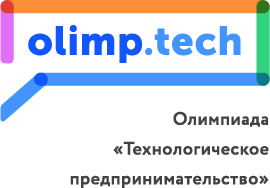 olimp.tech
Олимпиада
«Технологическое
предпринимательство»